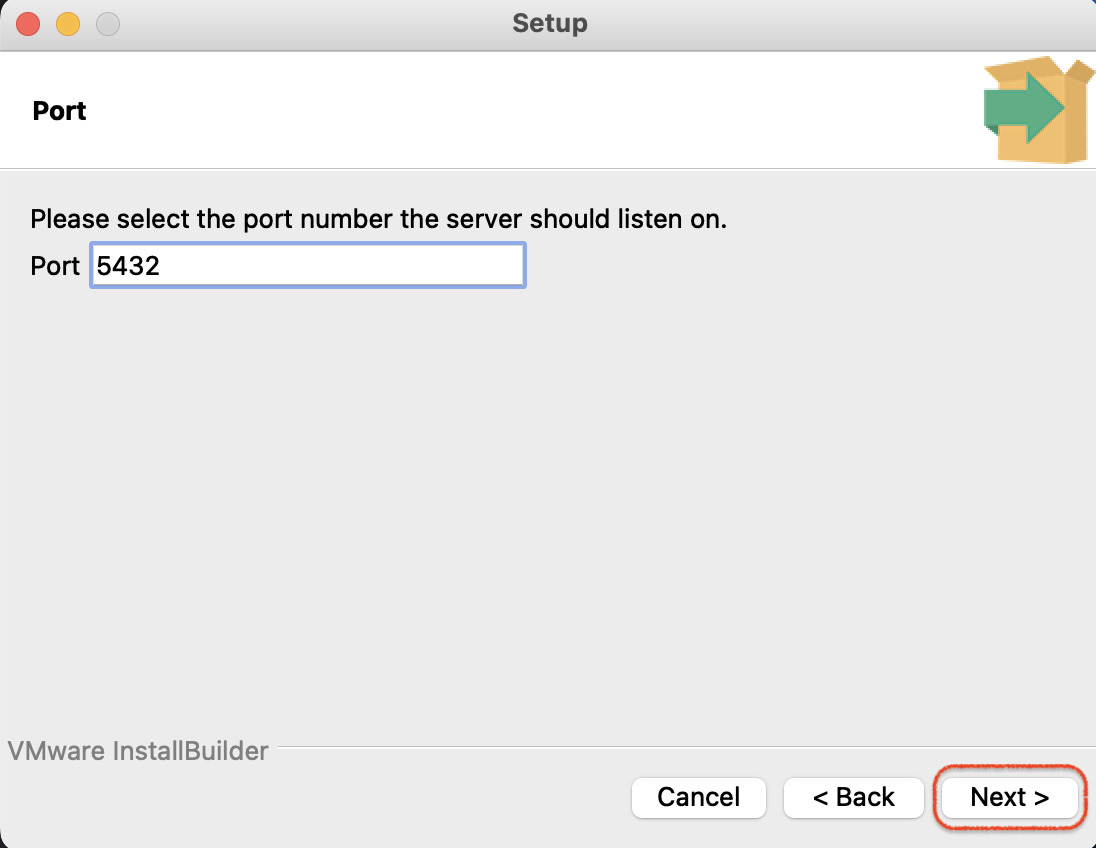 Setup
Port
Please select the port number the server should listen on.
Port 5432
VMware InstallBuilder
Cancel < Back Next >